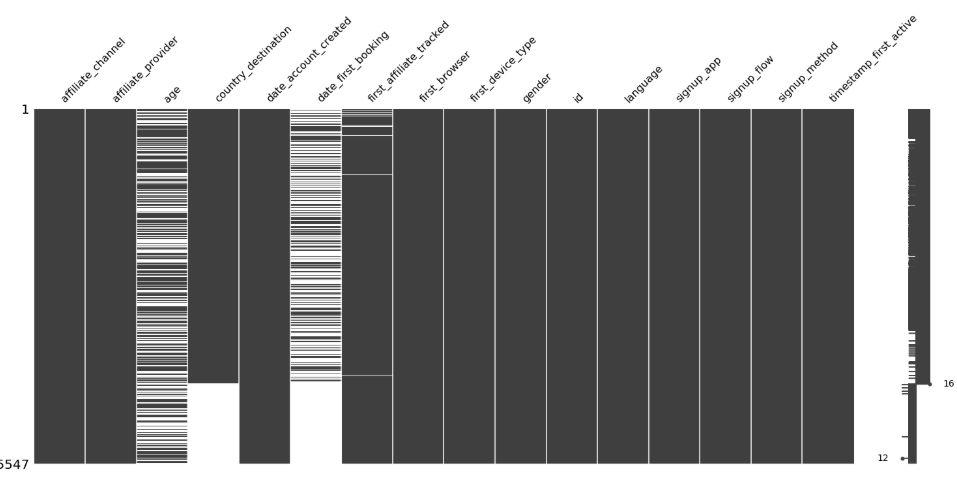 affiliate_channel
affiliate_provider
age
country_destination
date_account_created
date_first_booking
first_affiliate_tracked
first_browser
first_device_type
gender
id
language
signup_app
signup_flow
signup_method
timestamp_first_active
1
16
12
5547